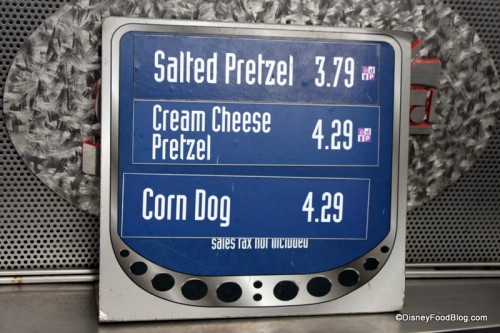 Salted Pretzel 3.79
Cream Cheese
Pretzel 4.29
Corn Dog 4.29
sales tax not included
©DisneyFoodBlog.com